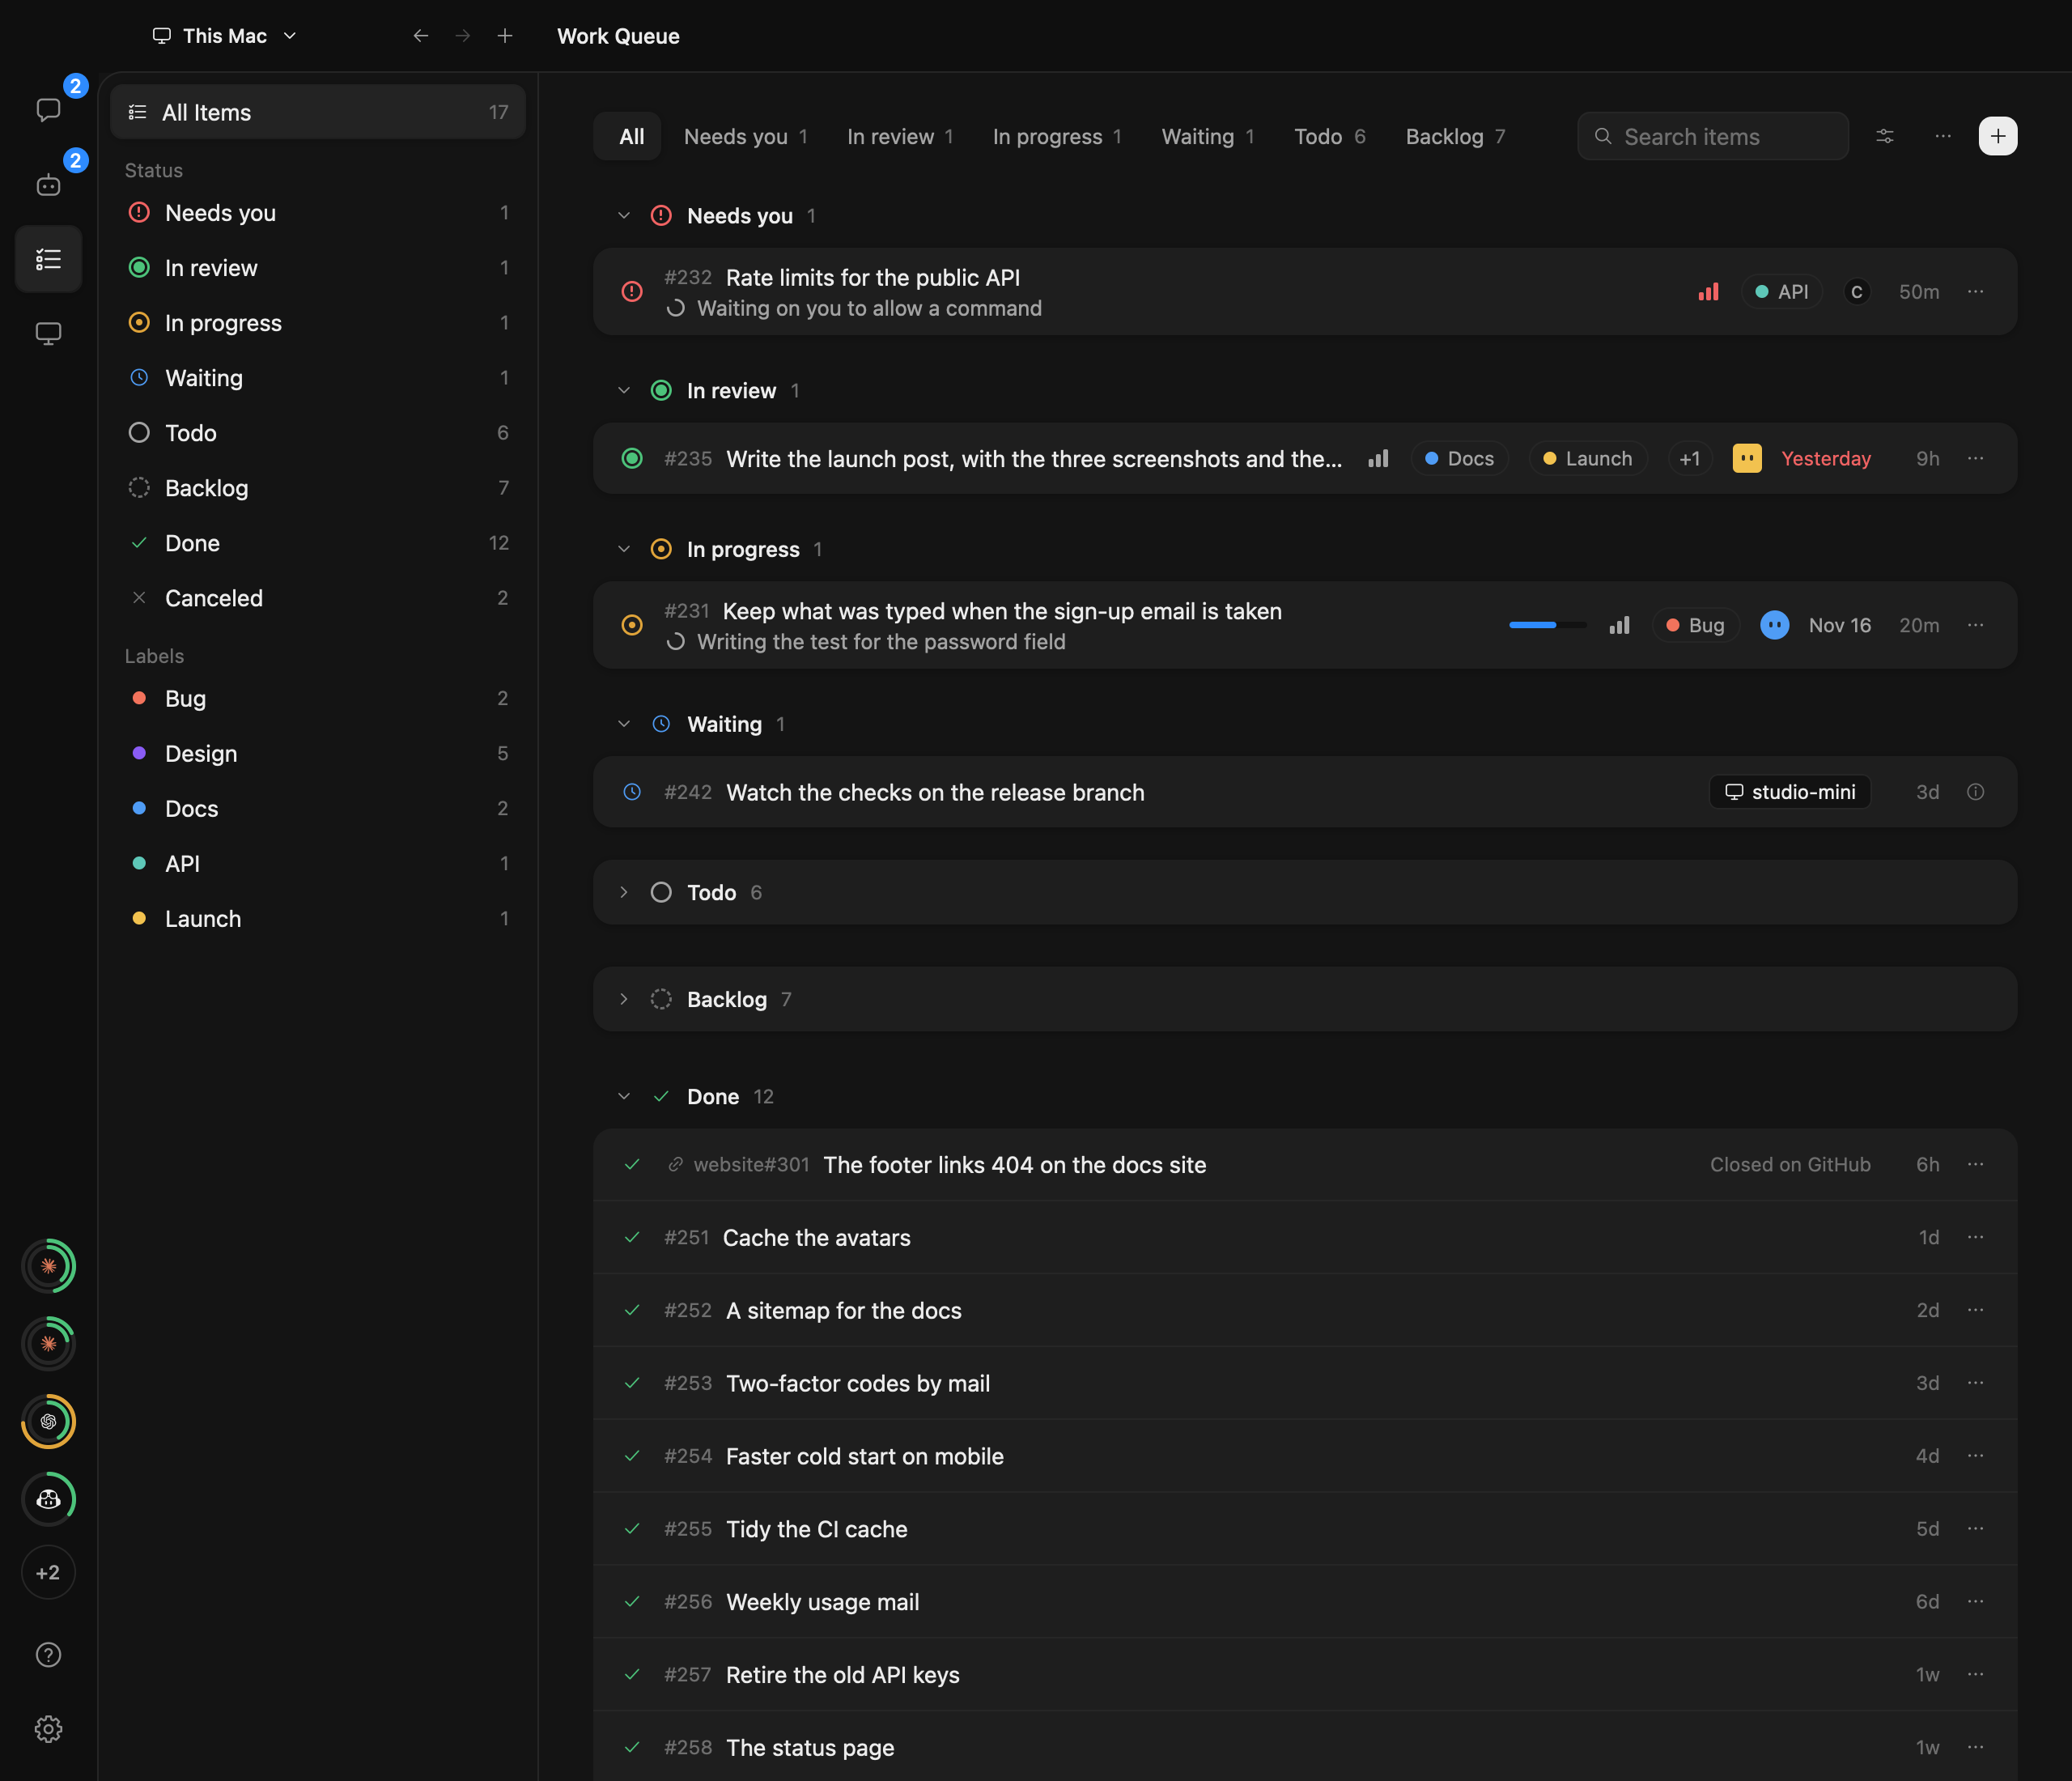 This Mac
Work Queue
2
2
All Items 17
Status
Needs you 1
In review 1
In progress 1
Waiting 1
Todo 6
Backlog 7
Done 12
Canceled 2
Labels
Bug 2
Design 5
Docs 2
API 1
Launch 1
+2
All Needs you 1 In review 1 In progress 1 Waiting 1 Todo 6 Backlog 7 Search items
Needs you 1
#232 Rate limits for the public API API C 50m
Waiting on you to allow a command
In review 1
#235 Write the launch post, with the three screenshots and the... Docs Launch +1 Yesterday 9h
In progress 1
#231 Keep what was typed when the sign-up email is taken Bug Nov 16 20m
Writing the test for the password field
Waiting 1
#242 Watch the checks on the release branch studio-mini 3d
Todo 6
Backlog 7
Done 12
website#301 The footer links 404 on the docs site Closed on GitHub 6h
#251 Cache the avatars 1d
#252 A sitemap for the docs 2d
#253 Two-factor codes by mail 3d
#254 Faster cold start on mobile 4d
#255 Tidy the CI cache 5d
#256 Weekly usage mail 6d
#257 Retire the old API keys 1w
#258 The status page 1w